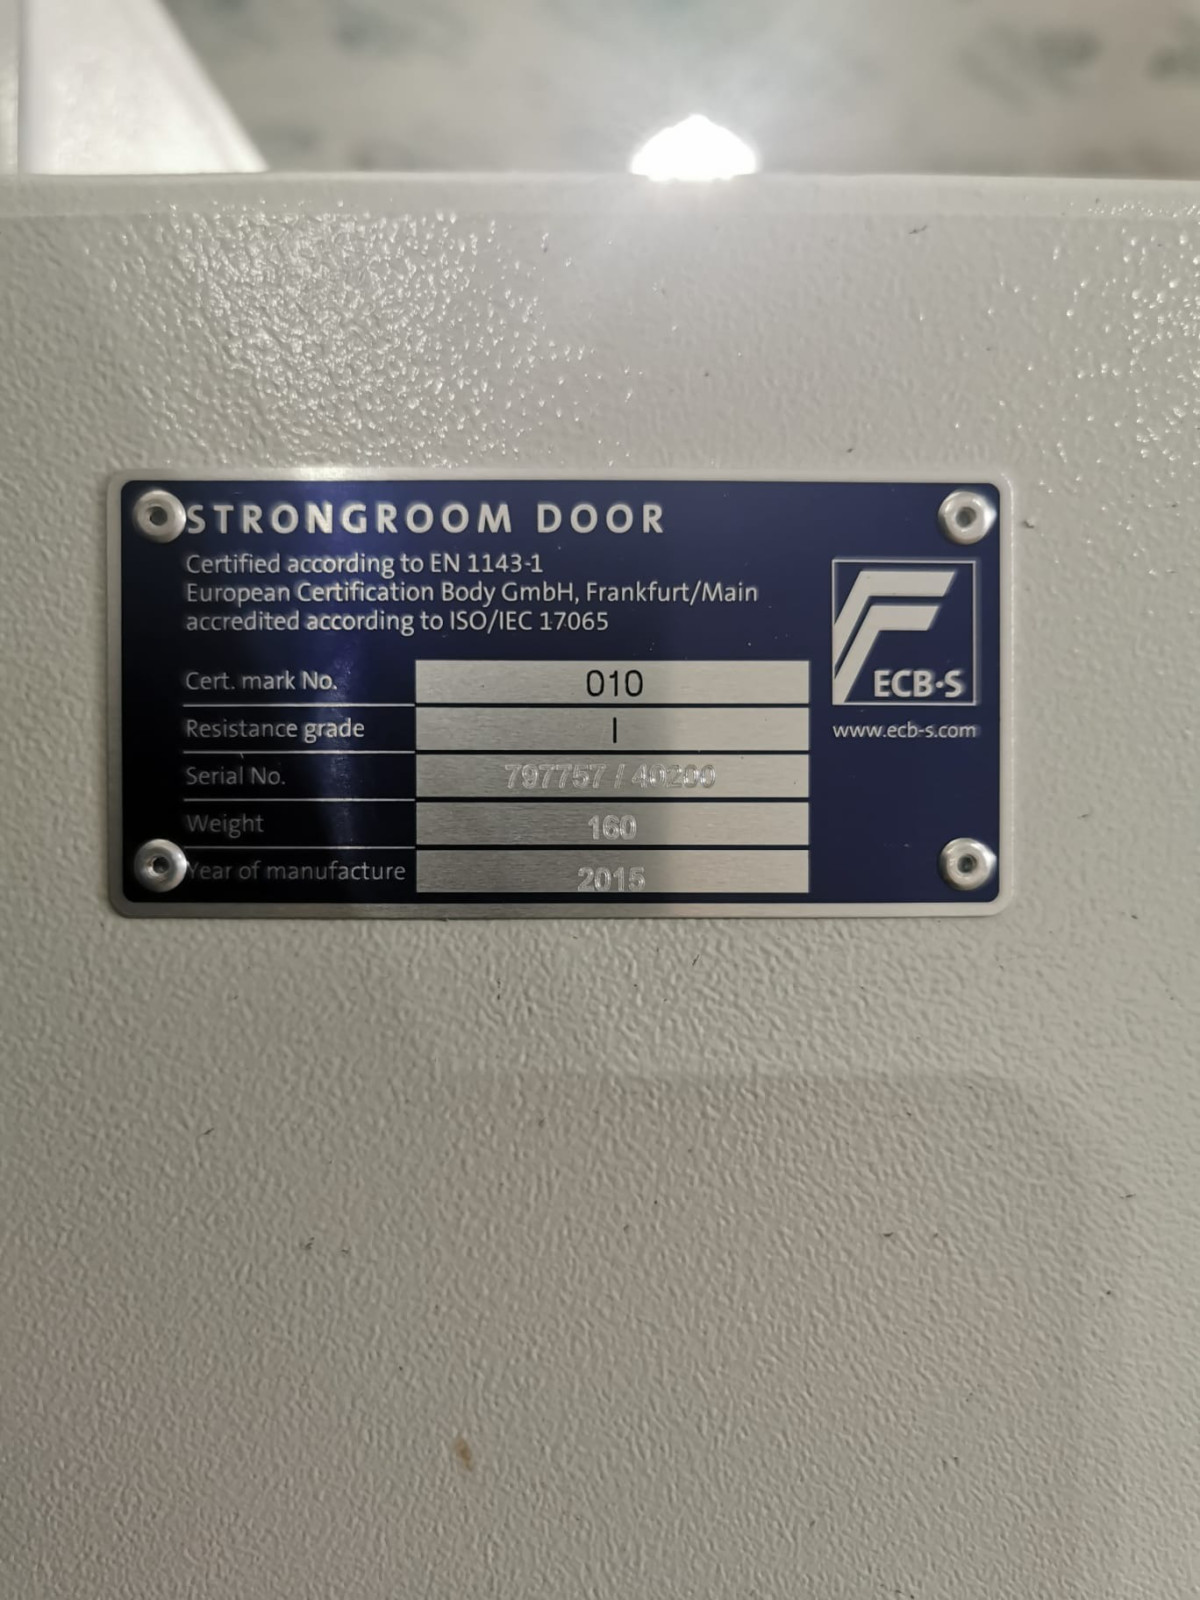 STRONGROOM DOOR
Certified according to EN 1143-1
European Certification Body GmbH, Frankfurt/Main
accredited according to ISO/IEC 17065
Cert. mark No. 010
Resistance grade I
Serial No. 797757 / 40200
Weight 160
Year of manufacture 2015
ECB•S
www.ecb-s.com